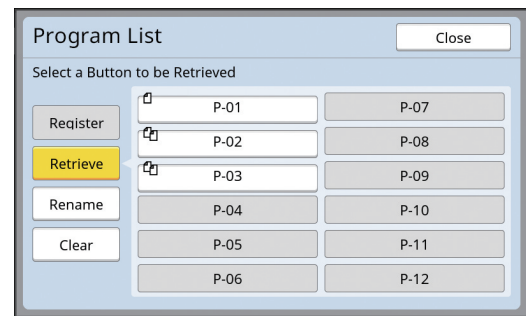 Program List
Close
Select a Button to be Retrieved
Register
Retrieve
Rename
Clear
P-01
P-02
P-03
P-04
P-05
P-06
P-07
P-08
P-09
P-10
P-11
P-12